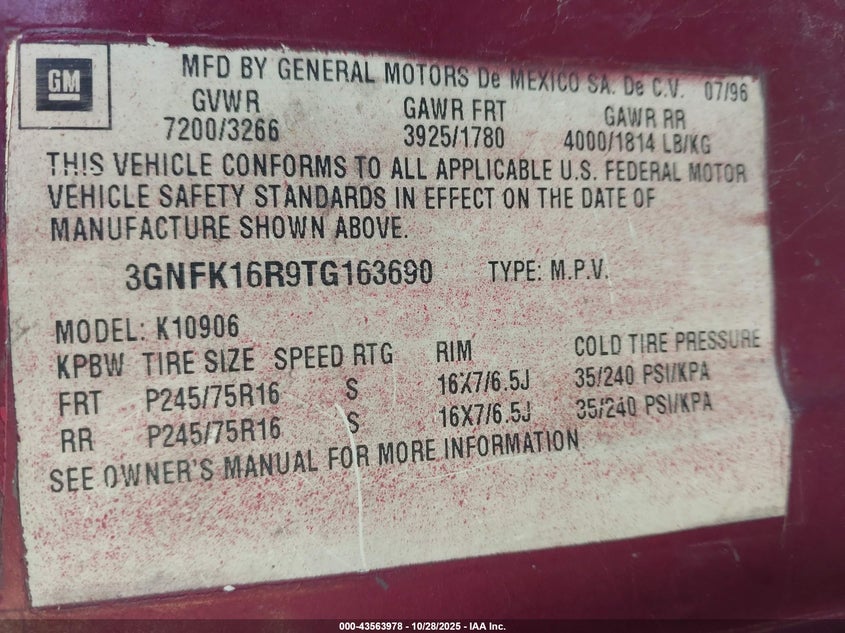 GM
MFD BY GENERAL MOTORS De MEXICO SA. De C.V. 07/96
GVWR GAWR FRT GAWR RR
7200/3266 3925/1780 4000/1814 LB/KG
THIS VEHICLE CONFORMS TO ALL APPLICABLE U.S. FEDERAL MOTOR
VEHICLE SAFETY STANDARDS IN EFFECT ON THE DATE OF
MANUFACTURE SHOWN ABOVE.
3GNFK16R9TG163690 TYPE: M.P.V.
MODEL: K10906
KPBW TIRE SIZE SPEED RTG RIM COLD TIRE PRESSURE
FRT P245/75R16 S 16X7/6.5J 35/240 PSI/KPA
RR P245/75R16 S 16X7/6.5J 35/240 PSI/KPA
SEE OWNER'S MANUAL FOR MORE INFORMATION
000-43563978 - 10/28/2025 - IAA Inc.